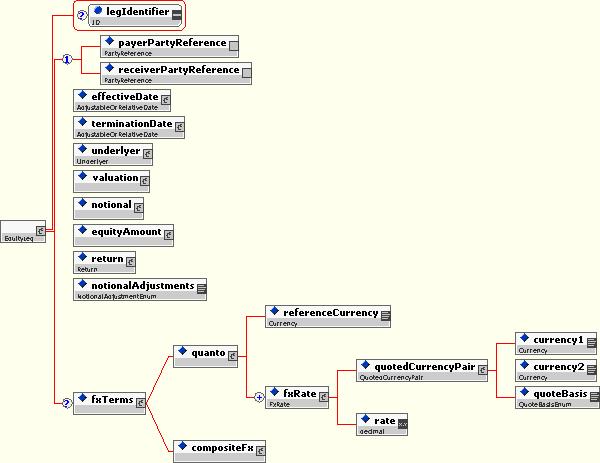 ?
legIdentifier
ID
1
payerPartyReference
PartyReference
receiverPartyReference
PartyReference
effectiveDate
AdjustableOrRelativeDate
terminationDate
AdjustableOrRelativeDate
underlyer
Underlyer
valuation
notional
EquityLeg
equityAmount
return
Return
notionalAdjustments
NotionalAdjustmentEnum
referenceCurrency
Currency
quanto
currency1
Currency
quotedCurrencyPair
QuotedCurrencyPair
currency2
Currency
?
fxTerms
+
fxRate
FxRate
quoteBasis
QuoteBasisEnum
rate
decimal
x.y
compositeFx